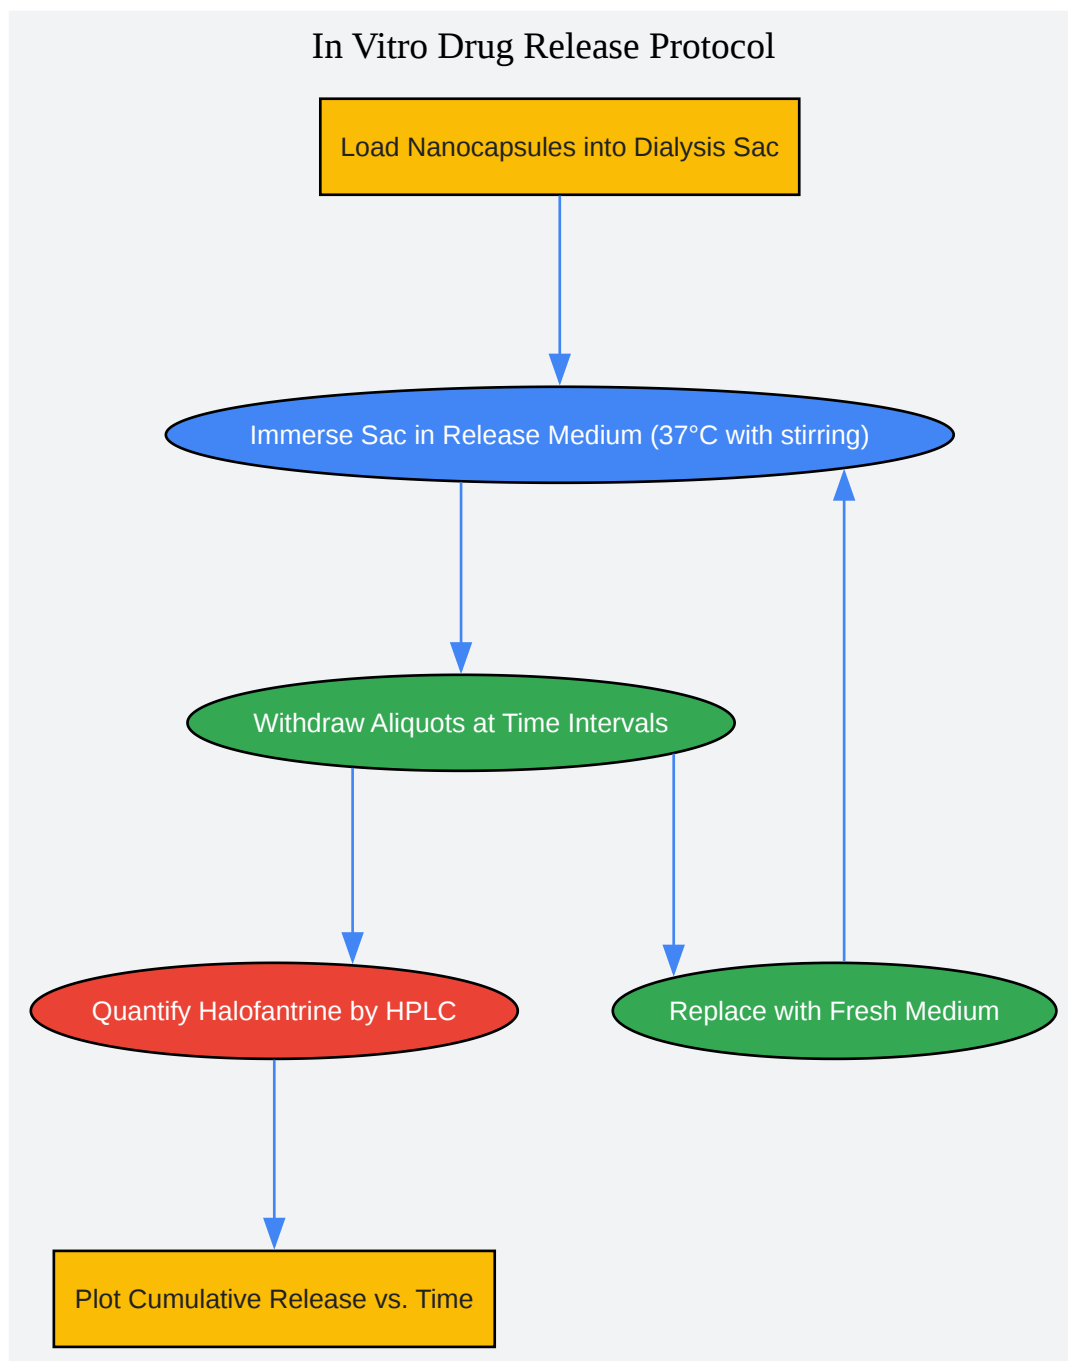 In Vitro Drug Release Protocol
Load Nanocapsules into Dialysis Sac
Immerse Sac in Release Medium (37°C with stirring)
Withdraw Aliquots at Time Intervals
Quantify Halofantrine by HPLC
Replace with Fresh Medium
Plot Cumulative Release vs. Time